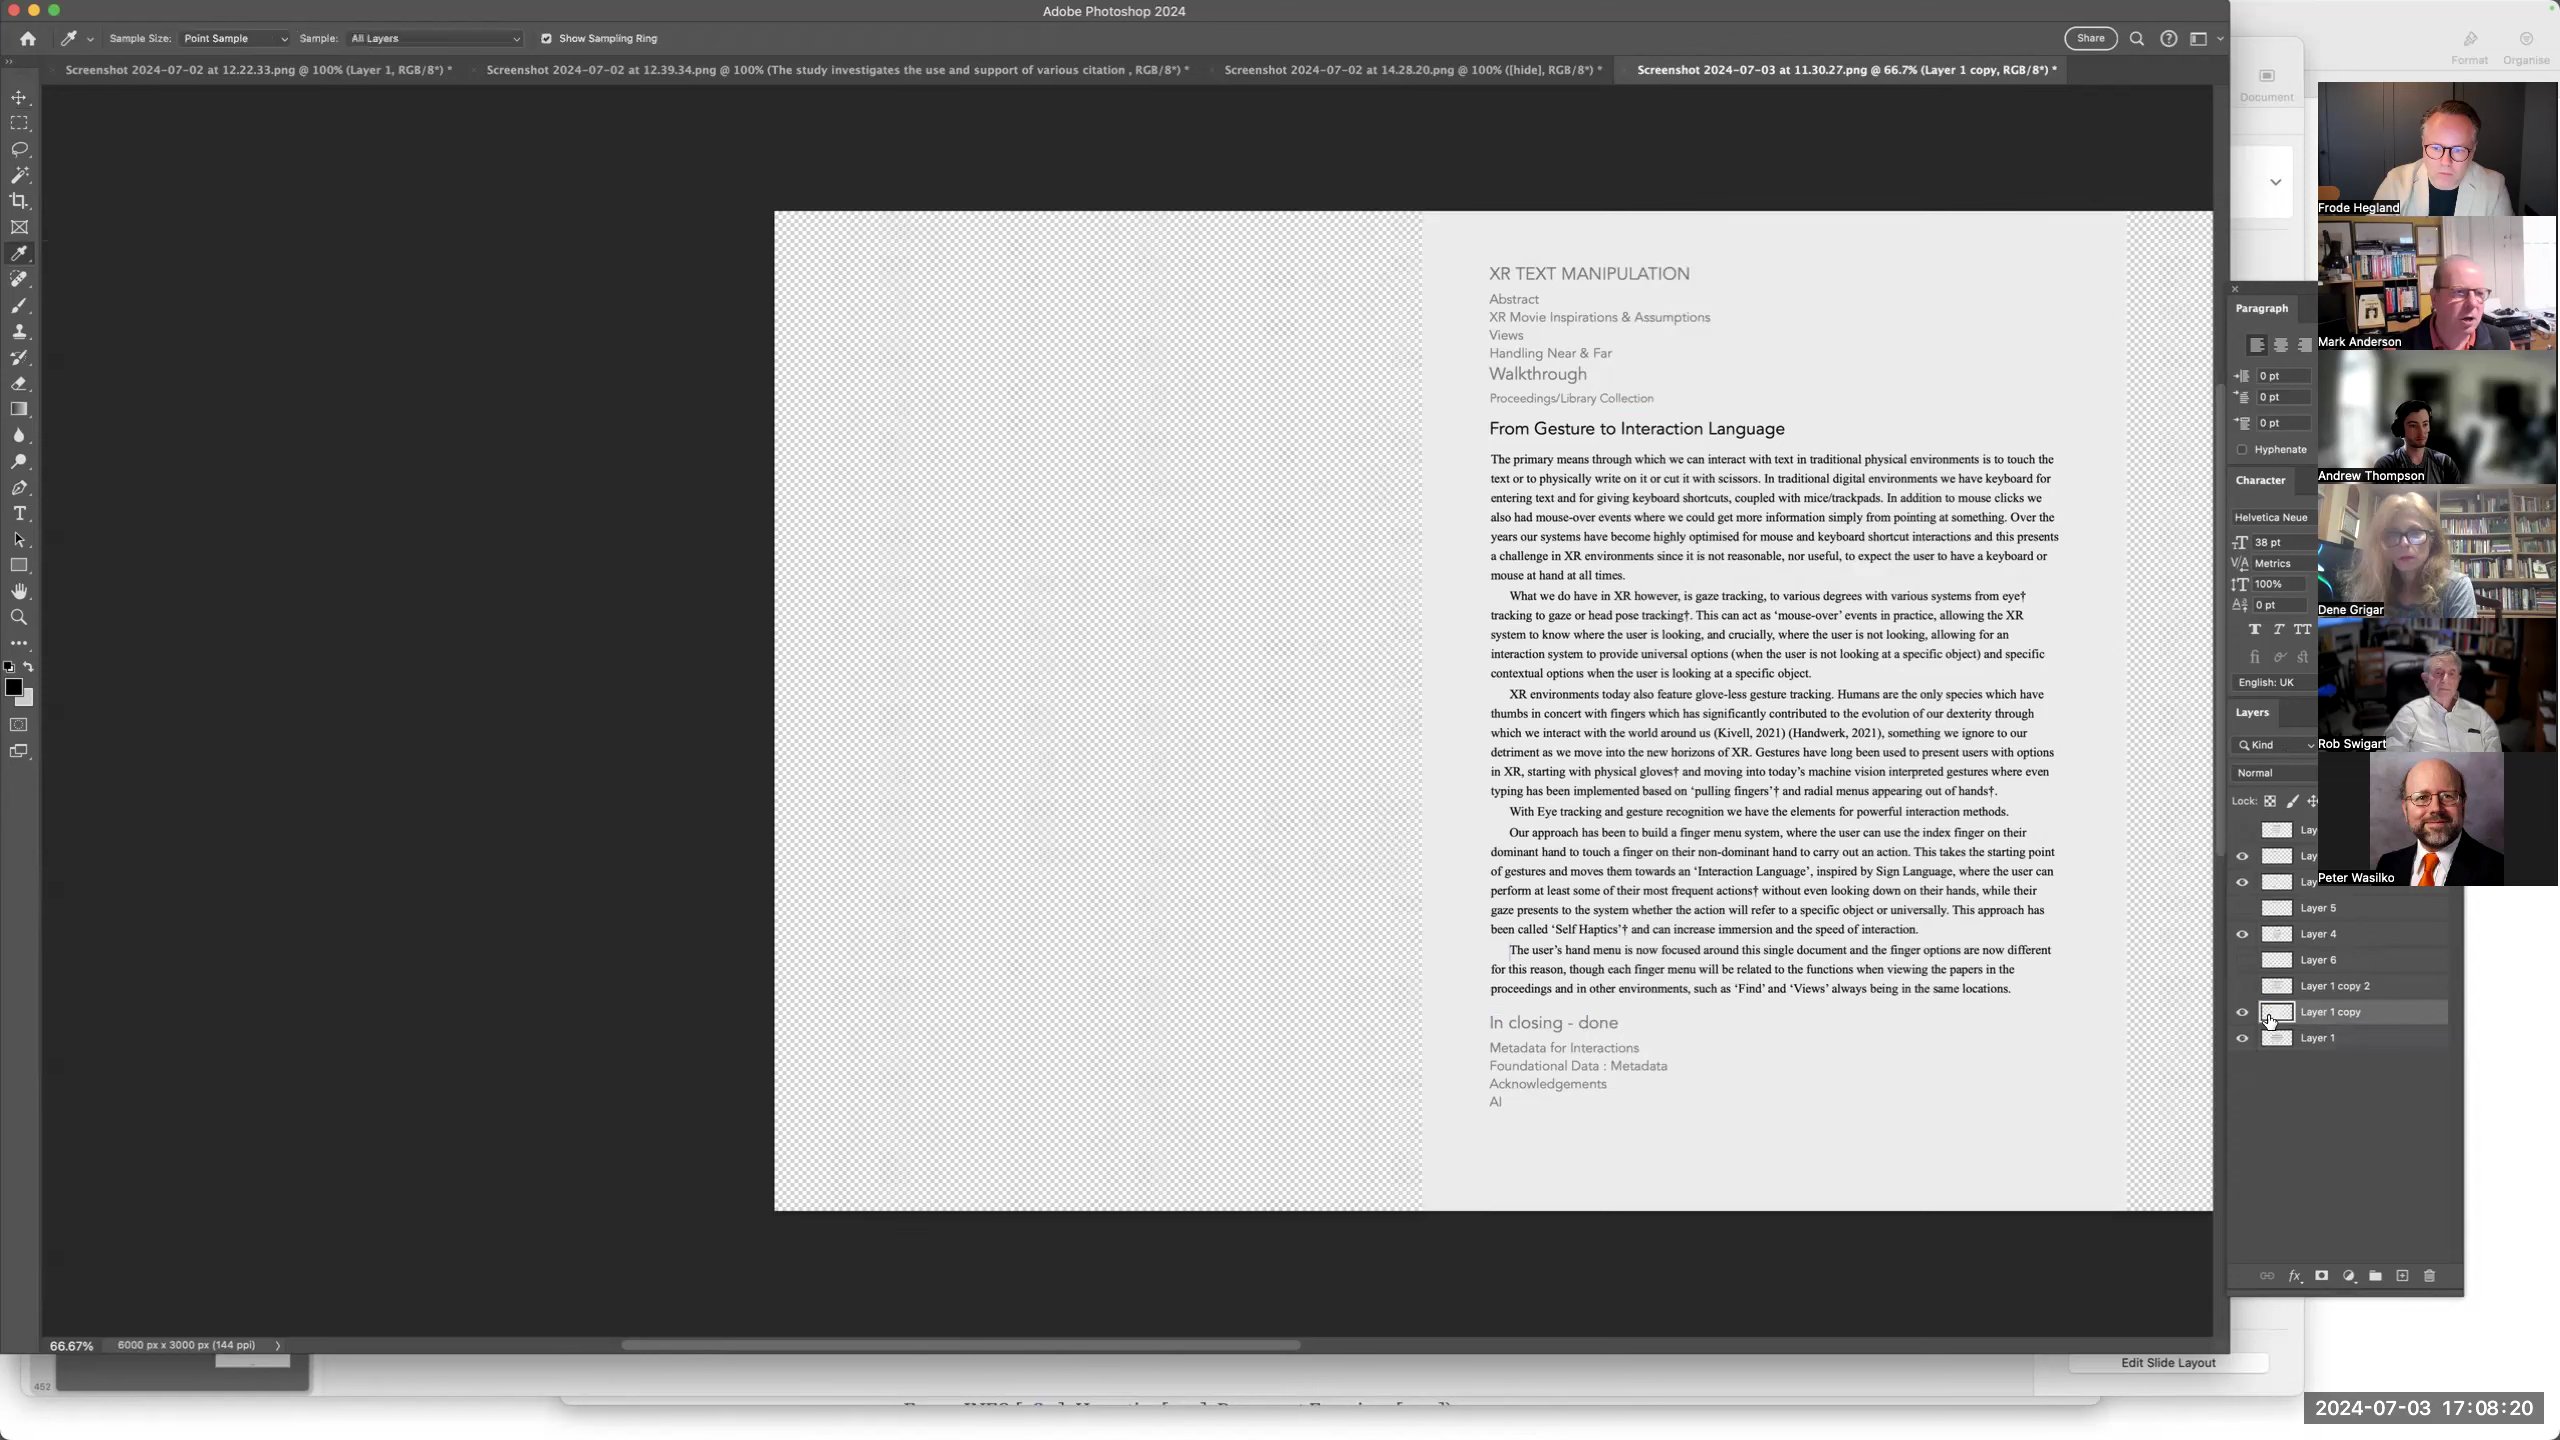 Adobe Photoshop 2024
Sample Size: Point Sample Sample: All Layers Show Sampling Ring Share
Format Organise
Screenshot 2024-07-02 at 12.22.33.png @ 100% (Layer 1, RGB/8*) * Screenshot 2024-07-02 at 12.39.34.png @ 100% (The study investigates the use and support of various citation , RGB/8*) * Screenshot 2024-07-02 at 14.28.20.png @ 100% ([hide], RGB/8*) * Screenshot 2024-07-03 at 11.30.27.png @ 66.7% (Layer 1 copy, RGB/8*) *
Document
XR TEXT MANIPULATION
Abstract
XR Movie Inspirations & Assumptions
Views
Handling Near & Far
Walkthrough
Proceedings/Library Collection
From Gesture to Interaction Language
The primary means through which we can interact with text in traditional physical environments is to touch the
text or to physically write on it or cut it with scissors. In traditional digital environments we have keyboard for
entering text and for giving keyboard shortcuts, coupled with mice/trackpads. In addition to mouse clicks we
also had mouse-over events where we could get more information simply from pointing at something. Over the
years our systems have become highly optimised for mouse and keyboard shortcut interactions and this presents
a challenge in XR environments since it is not reasonable, nor useful, to expect the user to have a keyboard or
mouse at hand at all times.
What we do have in XR however, is gaze tracking, to various degrees with various systems from eye†
tracking to gaze or head pose tracking†. This can act as ‘mouse-over’ events in practice, allowing the XR
system to know where the user is looking, and crucially, where the user is not looking, allowing for an
interaction system to provide universal options (when the user is not looking at a specific object) and specific
contextual options when the user is looking at a specific object.
XR environments today also feature glove-less gesture tracking. Humans are the only species which have
thumbs in concert with fingers which has significantly contributed to the evolution of our dexterity through
which we interact with the world around us (Kivell, 2021) (Handwerk, 2021), something we ignore to our
detriment as we move into the new horizons of XR. Gestures have long been used to present users with options
in XR, starting with physical gloves† and moving into today’s machine vision interpreted gestures where even
typing has been implemented based on ‘pulling fingers’† and radial menus appearing out of hands†.
With Eye tracking and gesture recognition we have the elements for powerful interaction methods.
Our approach has been to build a finger menu system, where the user can use the index finger on their
dominant hand to touch a finger on their non-dominant hand to carry out an action. This takes the starting point
of gestures and moves them towards an ‘Interaction Language’, inspired by Sign Language, where the user can
perform at least some of their most frequent actions† without even looking down on their hands, while their
gaze presents to the system whether the action will refer to a specific object or universally. This approach has
been called ‘Self Haptics’† and can increase immersion and the speed of interaction.
The user’s hand menu is now focused around this single document and the finger options are now different
for this reason, though each finger menu will be related to the functions when viewing the papers in the
proceedings and in other environments, such as ‘Find’ and ‘Views’ always being in the same locations.
In closing - done
Metadata for Interactions
Foundational Data : Metadata
Acknowledgements
AI
Paragraph
0 pt
0 pt
0 pt
Hyphenate
Character
Helvetica Neue
38 pt
Metrics
100%
0 pt
English: UK
Layers
Kind
Normal
Lock:
Lay
Lay
Lay
Layer 5
Layer 4
Layer 6
Layer 1 copy 2
Layer 1 copy
Layer 1
Frode Hegland
Mark Anderson
Andrew Thompson
Dene Grigar
Rob Swigart
Peter Wasilko
66.67% 6000 px x 3000 px (144 ppi)
452
Edit Slide Layout
2024-07-03 17:08:20